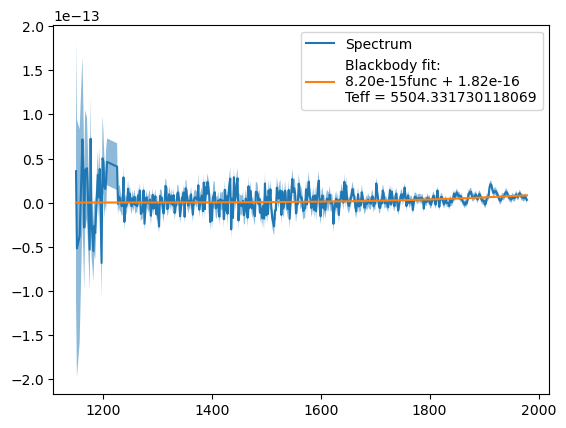 1e−13
2.0
1.5
1.0
0.5
0.0
−0.5
−1.0
−1.5
−2.0
1200
1400
1600
1800
2000
Spectrum
Blackbody fit:
8.20e-15func + 1.82e-16
Teff = 5504.331730118069